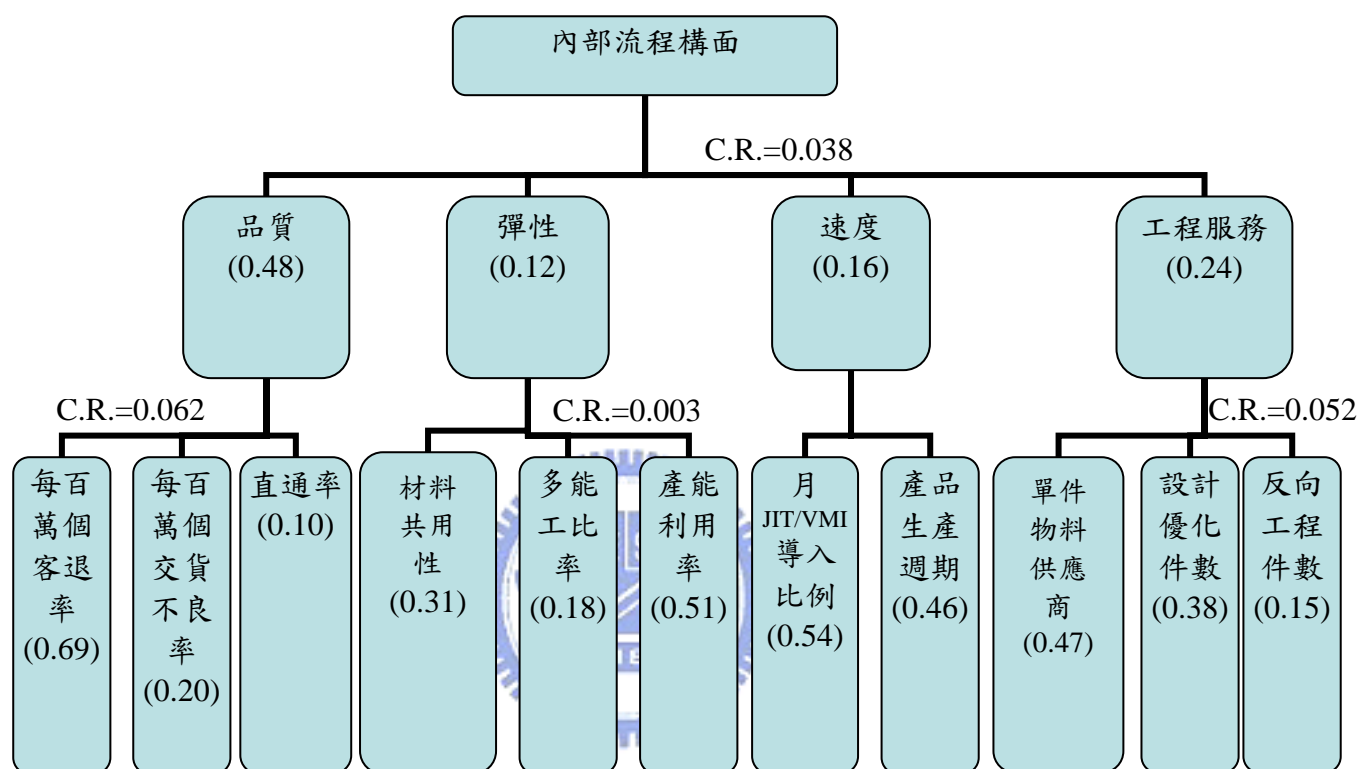 內部流程構面
C.R.=0.038
品質
(0.48)
彈性
(0.12)
速度
(0.16)
工程服務
(0.24)
C.R.=0.062
C.R.=0.003
C.R.=0.052
每百
萬個
客退
率
(0.69)
每百
萬個
交貨
不良
率
(0.20)
直通率
(0.10)
材料
共用
性
(0.31)
多能
工比
率
(0.18)
產能
利用
率
(0.51)
月
JIT/VMI
導入
比例
(0.54)
產品
生產
週期
(0.46)
單件
物料
供應
商
(0.47)
設計
優化
件數
(0.38)
反向
工程
件數
(0.15)